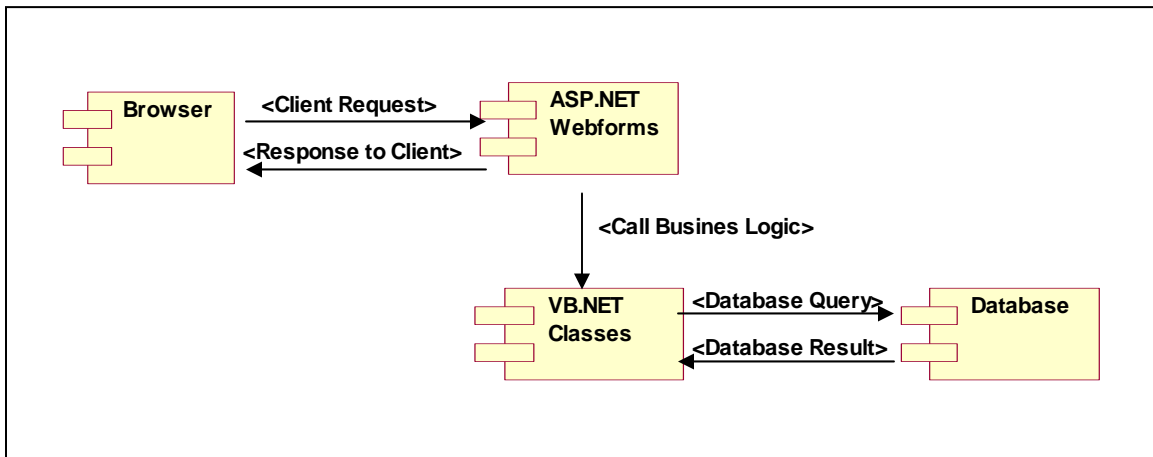 Browser
<Client Request>
ASP.NET
Webforms
<Response to Client>
<Call Busines Logic>
VB.NET
Classes
<Database Query>
Database
<Database Result>